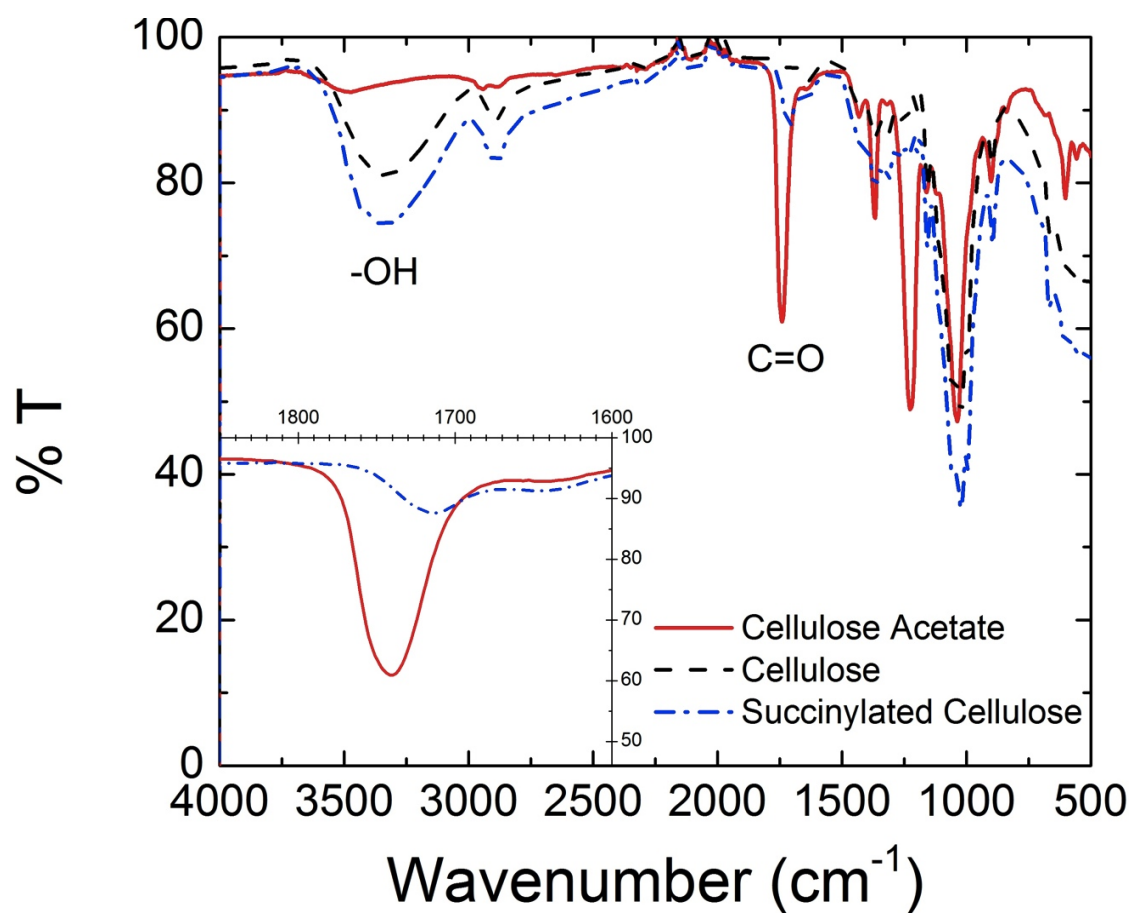 100
80
60
40
20
0
% T
-OH
C=O
1800 1700 1600
100
90
80
70
60
50
Cellulose Acetate
Cellulose
Succinylated Cellulose
4000 3500 3000 2500 2000 1500 1000 500
Wavenumber (cm⁻¹)